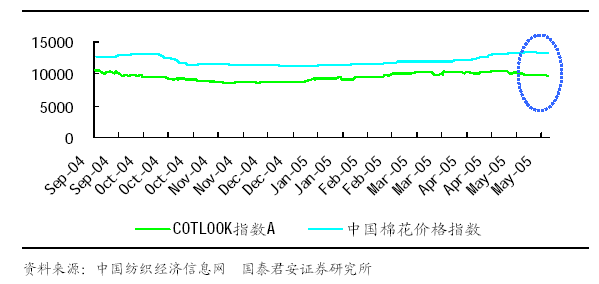 15000
10000
5000
0
Sep-04 Sep-04 Oct-04 Oct-04 Oct-04 Nov-04 Nov-04 Dec-04 Dec-04 Jan-05 Jan-05 Feb-05 Feb-05 Mar-05 Mar-05 Apr-05 Apr-05 May-05 May-05
COTLOOK指数A 中国棉花价格指数
资料来源：中国纺织经济信息网 国泰君安证券研究所